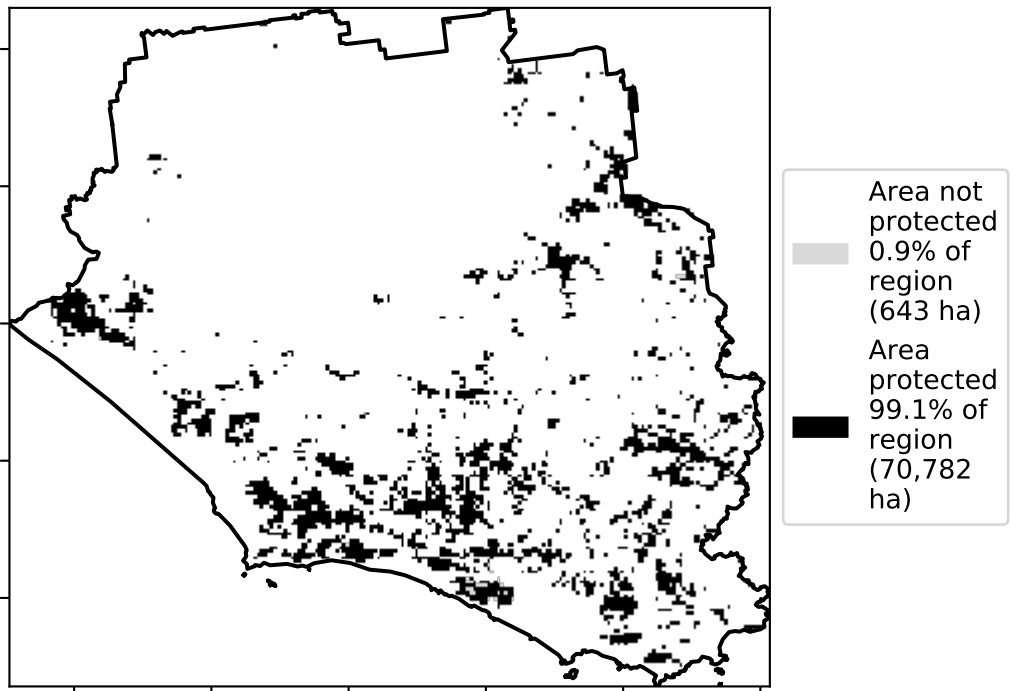 Area not
protected
0.9% of
region
(643 ha)
Area
protected
99.1% of
region
(70,782
ha)